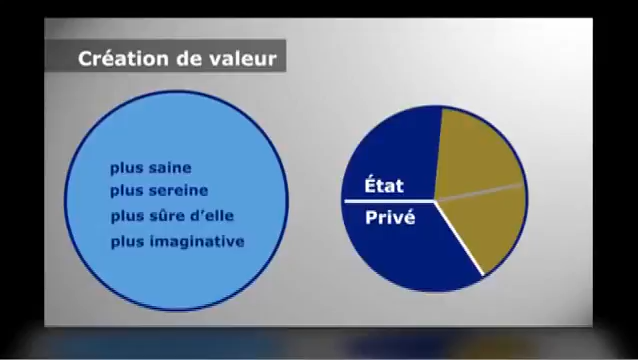 Création de valeur
plus saine
plus sereine
plus sûre d'elle
plus imaginative
État
Privé